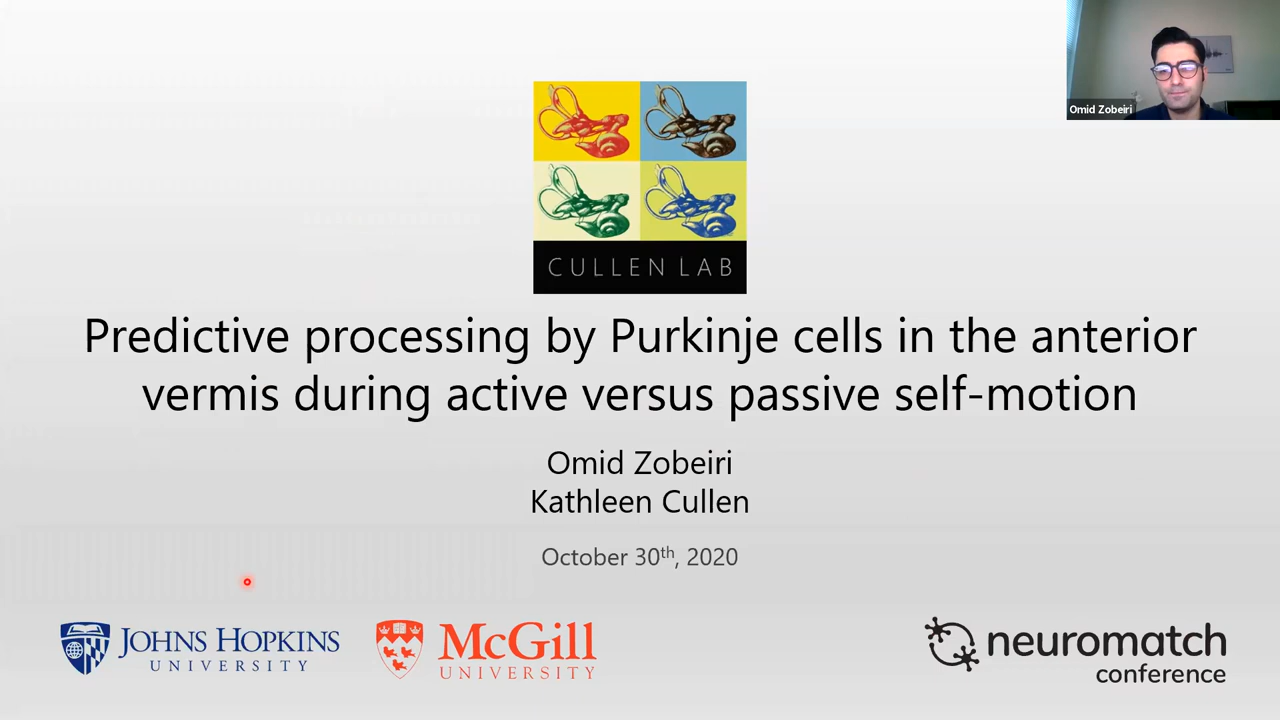 Omid Zobeiri
CULLEN LAB
Predictive processing by Purkinje cells in the anterior
vermis during active versus passive self-motion
Omid Zobeiri
Kathleen Cullen
October 30th, 2020
JOHNS HOPKINS
UNIVERSITY
McGill
UNIVERSITY
neuromatch
conference